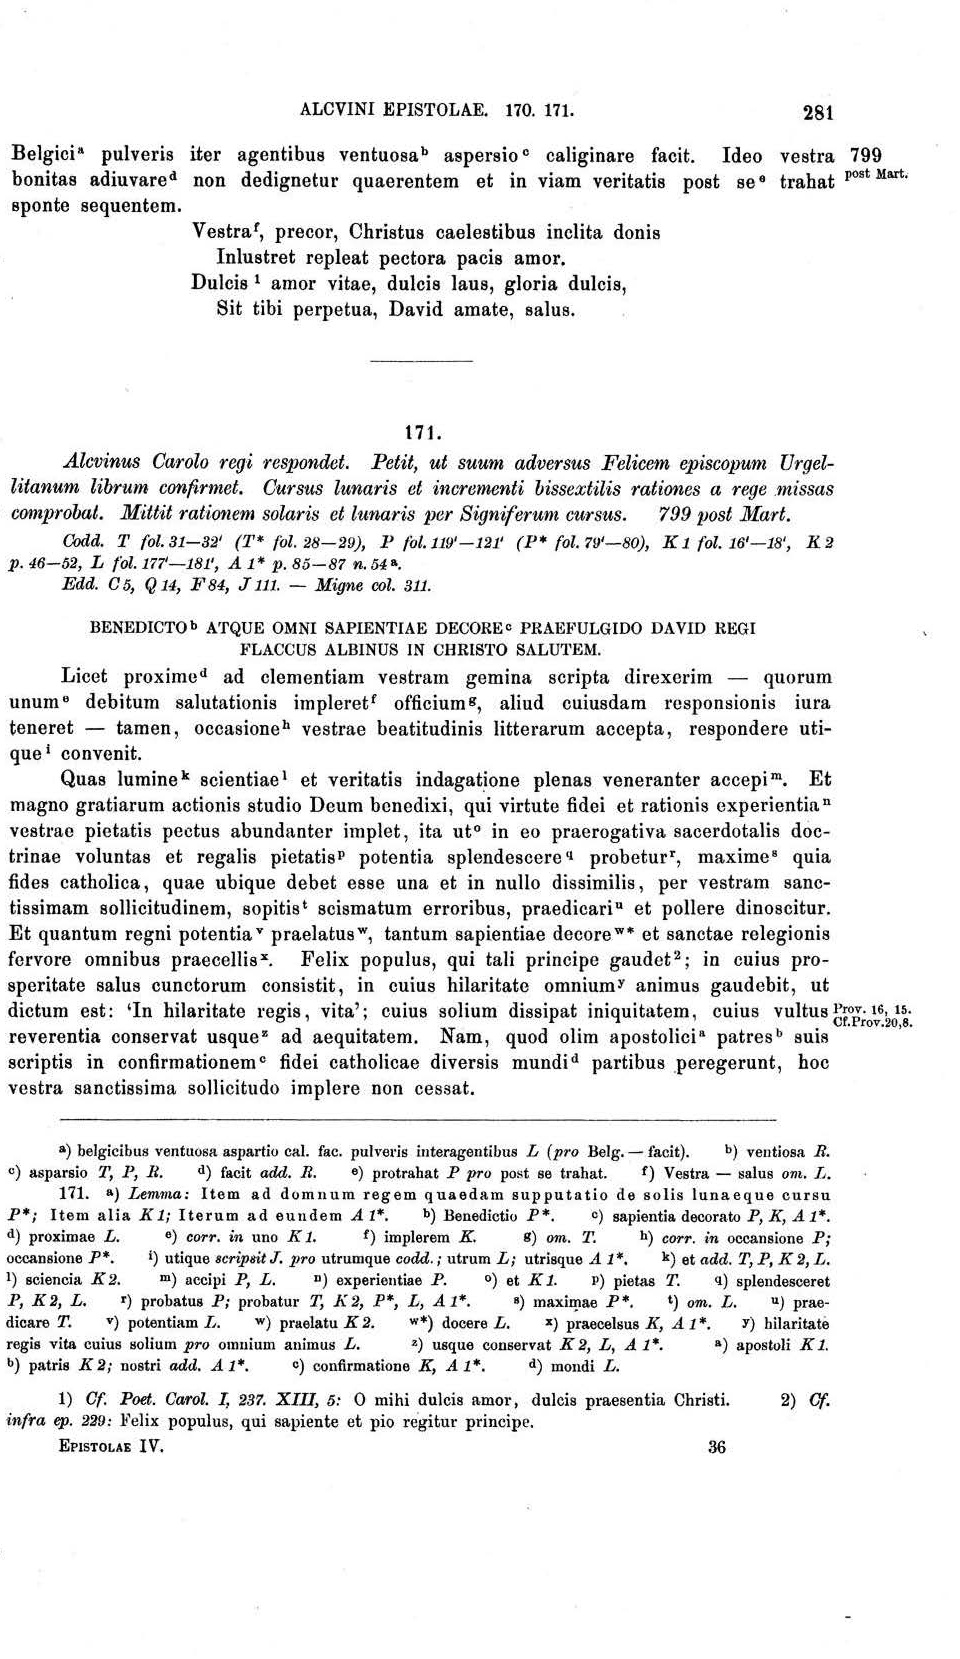 ALCVINI EPISTOLAE. 170. 171. 281
Belgici ᵃ pulveris iter agentibus ventuosa ᵇ aspersio ᶜ caliginare facit. Ideo vestra 799
bonitas adiuvare ᵈ non dedignetur quaerentem et in viam veritatis post se ᵉ trahat post Mart.
sponte sequentem.
Vestra ᶠ, precor, Christus caelestibus inclita donis
Inlustret repleat pectora pacis amor.
Dulcis ¹ amor vitae, dulcis laus, gloria dulcis,
Sit tibi perpetua, David amate, salus.
171.
Alcvinus Carolo regi respondet. Petit, ut suum adversus Felicem episcopum Urgel-
litanum librum confirmet. Cursus lunaris et incrementi bissextilis rationes a rege missas
comprobat. Mittit rationem solaris et lunaris per Signiferum cursus. 799 post Mart.
Codd. T fol. 31—32' (T* fol. 28—29), P fol. 119'—121' (P* fol. 79'—80), K 1 fol. 16'—18', K 2
p. 46—52, L fol. 177'—181', A 1* p. 85—87 n. 54 ᵃ.
Edd. C 5, Q 14, F 84, J 111. — Migne col. 311.
BENEDICTO ᵇ ATQUE OMNI SAPIENTIAE DECORE ᶜ PRAEFULGIDO DAVID REGI
FLACCUS ALBINUS IN CHRISTO SALUTEM.
Licet proxime ᵈ ad clementiam vestram gemina scripta direxerim — quorum
unum ᵉ debitum salutationis impleret ᶠ officium ᵍ, aliud cuiusdam responsionis iura
teneret — tamen, occasione ʰ vestrae beatitudinis litterarum accepta, respondere uti-
que ⁱ convenit.
Quas lumine ᵏ scientiae ˡ et veritatis indagatione plenas veneranter accepi ᵐ. Et
magno gratiarum actionis studio Deum benedixi, qui virtute fidei et rationis experientia ⁿ
vestrae pietatis pectus abundanter implet, ita ut ᵒ in eo praerogativa sacerdotalis doc-
trinae voluntas et regalis pietatis ᵖ potentia splendescere q probetur ʳ, maxime ˢ quia
fides catholica, quae ubique debet esse una et in nullo dissimilis, per vestram sanc-
tissimam sollicitudinem, sopitis ᵗ scismatum erroribus, praedicari ᵘ et pollere dinoscitur.
Et quantum regni potentia ᵛ praelatus ʷ, tantum sapientiae decore ʷ* et sanctae relegionis
fervore omnibus praecellis ˣ. Felix populus, qui tali principe gaudet ²; in cuius pro-
speritate salus cunctorum consistit, in cuius hilaritate omnium ʸ animus gaudebit, ut
dictum est: ‘In hilaritate regis, vita’; cuius solium dissipat iniquitatem, cuius vultus Prov. 16, 15.
Cf.Prov.20,8.
reverentia conservat usque ᶻ ad aequitatem. Nam, quod olim apostolici ᵃ patres ᵇ suis
scriptis in confirmationem ᶜ fidei catholicae diversis mundi ᵈ partibus peregerunt, hoc
vestra sanctissima sollicitudo implere non cessat.
a) belgicibus ventuosa aspartio cal. fac. pulveris interagentibus L (pro Belg. — facit). b) ventiosa R.
c) asparsio T, P, R. d) facit add. R. e) protrahat P pro post se trahat. f) Vestra — salus om. L.
171. a) Lemma: Item ad domnum regem quaedam supputatio de solis lunaeque cursu
P*; Item alia K 1; Iterum ad eundem A 1*. b) Benedictio P*. c) sapientia decorato P, K, A 1*.
d) proximae L. e) corr. in uno K 1. f) implerem K. g) om. T. h) corr. in occansione P;
occansione P*. i) utique scripsit J. pro utrumque codd.; utrum L; utrisque A 1*. k) et add. T, P, K 2, L.
l) sciencia K 2. m) accipi P, L. n) experientiae P. o) et K 1. p) pietas T. q) splendesceret
P, K 2, L. r) probatus P; probatur T, K 2, P*, L, A 1*. s) maximae P*. t) om. L. u) prae-
dicare T. v) potentiam L. w) praelatu K 2. w*) docere L. x) praecelsus K, A 1*. y) hilaritate
regis vita cuius solium pro omnium animus L. z) usque conservat K 2, L, A 1*. a) apostoli K 1.
b) patris K 2; nostri add. A 1*. c) confirmatione K, A 1*. d) mondi L.
1) Cf. Poet. Carol. I, 237. XIII, 5: O mihi dulcis amor, dulcis praesentia Christi. 2) Cf.
infra ep. 229: Felix populus, qui sapiente et pio regitur principe.
EPISTOLAE IV. 36